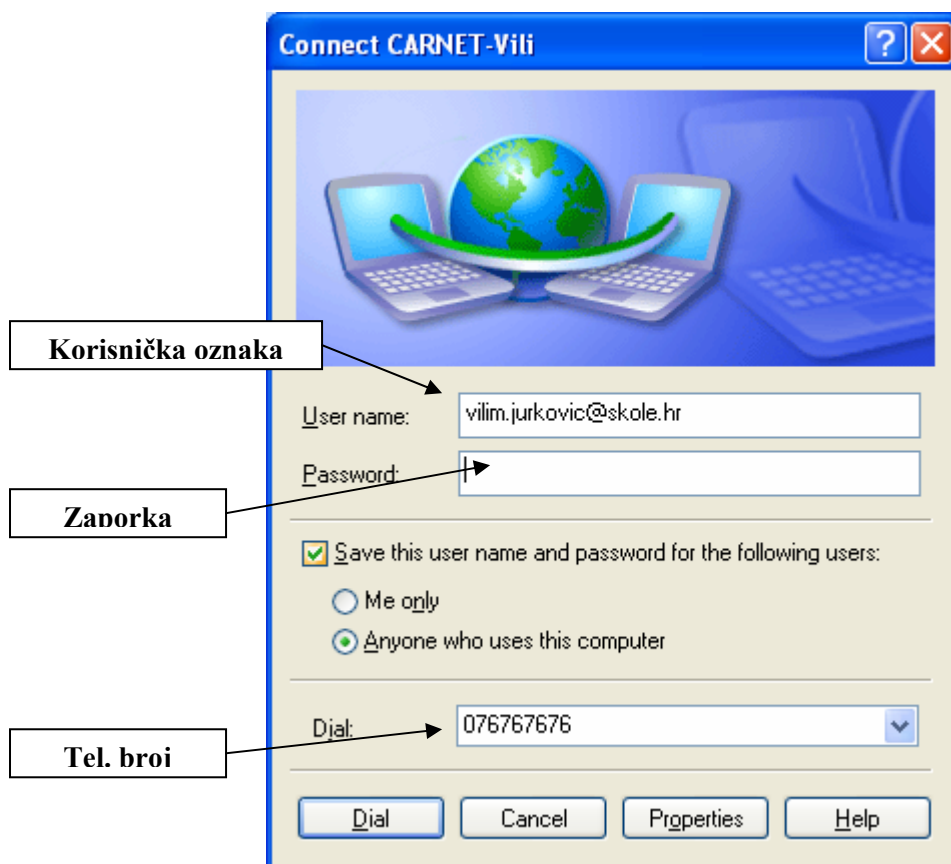 Connect CARNET-Vili
Korisnička oznaka
User name: vilim.jurkovic@skole.hr
Password:
Zaporka
Save this user name and password for the following users:
Me only
Anyone who uses this computer
Dial: 076767676
Tel. broj
Dial Cancel Properties Help